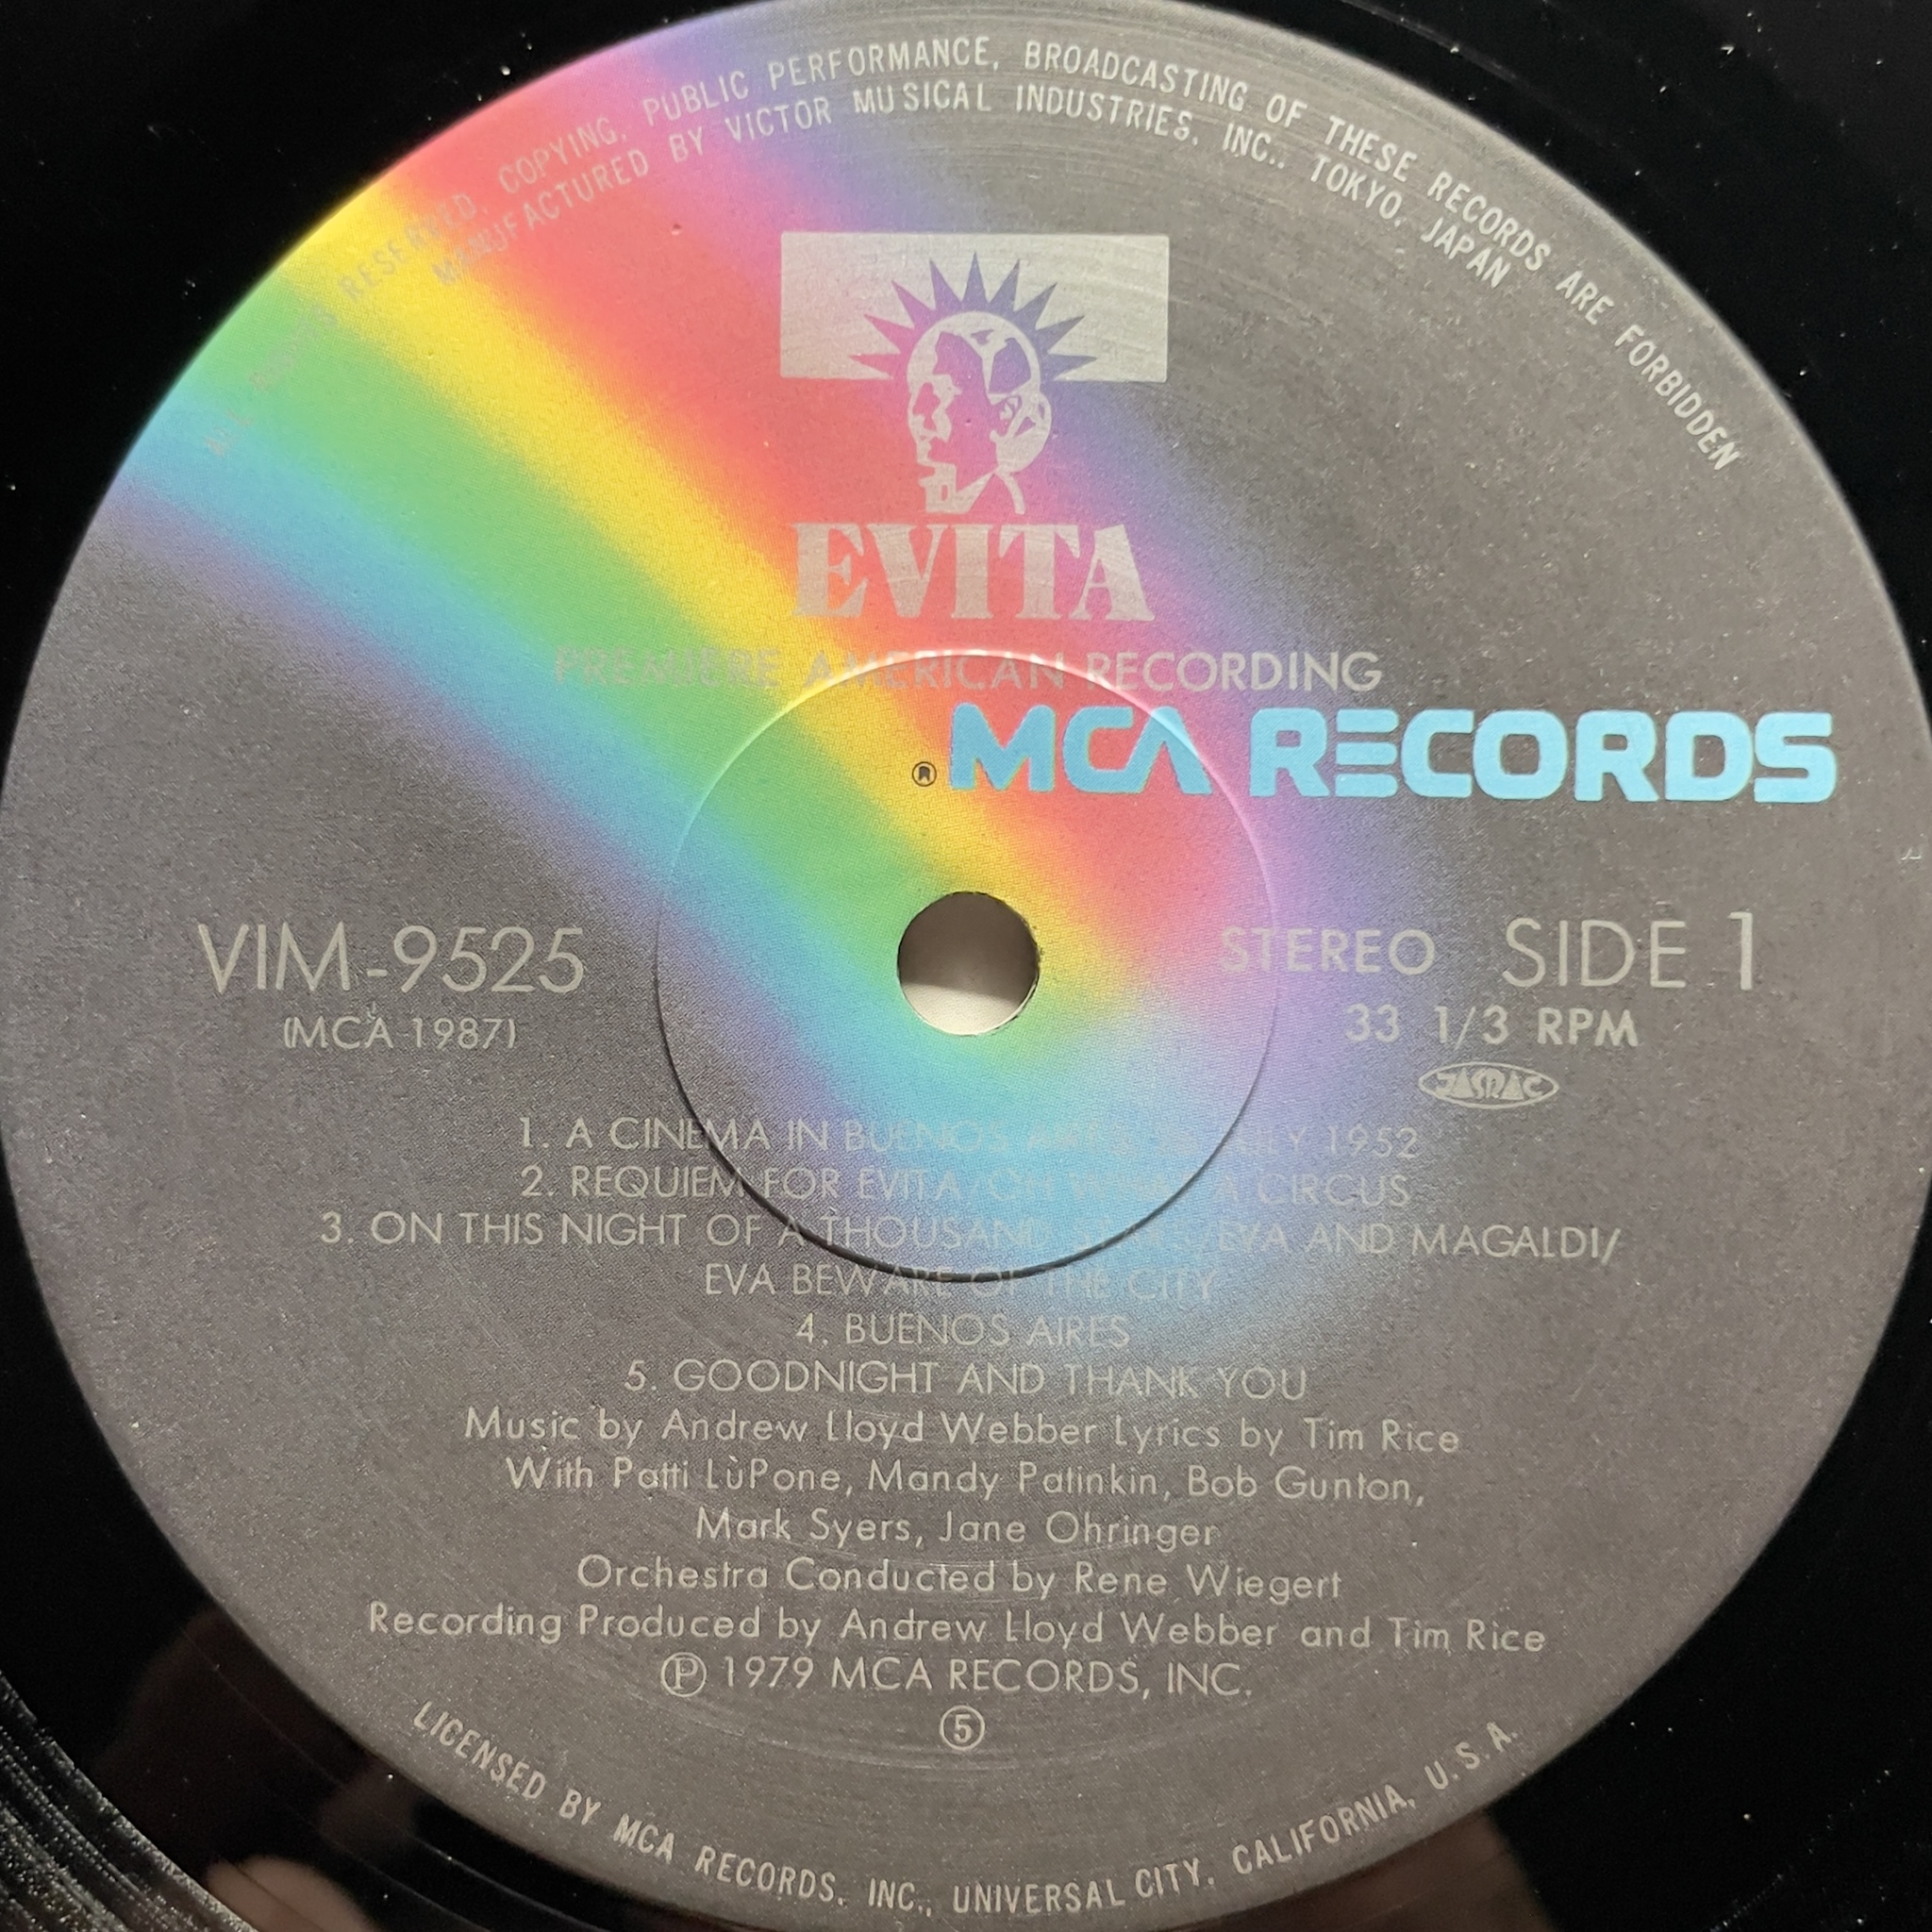 ALL RIGHTS RESERVED. COPYING, PUBLIC PERFORMANCE, BROADCASTING OF THESE RECORDS ARE FORBIDDEN
MANUFACTURED BY VICTOR MUSICAL INDUSTRIES, INC., TOKYO, JAPAN
EVITA
PREMIERE AMERICAN RECORDING
® MCA RECORDS
VIM-9525
(MCA 1987)
STEREO SIDE 1
33 1/3 RPM
JASRAC
1. A CINEMA IN BUENOS AIRES, 26 JULY 1952
2. REQUIEM FOR EVITA/OH WHAT A CIRCUS
3. ON THIS NIGHT OF A THOUSAND STARS/EVA AND MAGALDI/
EVA BEWARE OF THE CITY
4. BUENOS AIRES
5. GOODNIGHT AND THANK YOU
Music by Andrew Lloyd Webber Lyrics by Tim Rice
With Patti LuPone, Mandy Patinkin, Bob Gunton,
Mark Syers, Jane Ohringer
Orchestra Conducted by Rene Wiegert
Recording Produced by Andrew Lloyd Webber and Tim Rice
℗ 1979 MCA RECORDS, INC.
⑤
LICENSED BY MCA RECORDS, INC., UNIVERSAL CITY, CALIFORNIA, U.S.A.